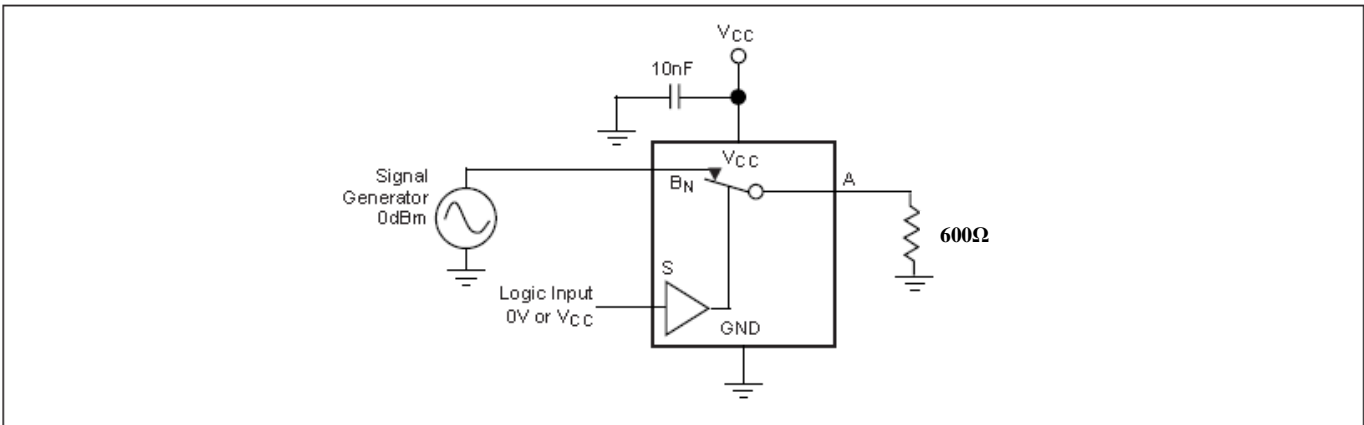 VCC
10nF
VCC
Signal
Generator
0dBm
BN
A
600Ω
S
Logic Input
0V or VCC
GND